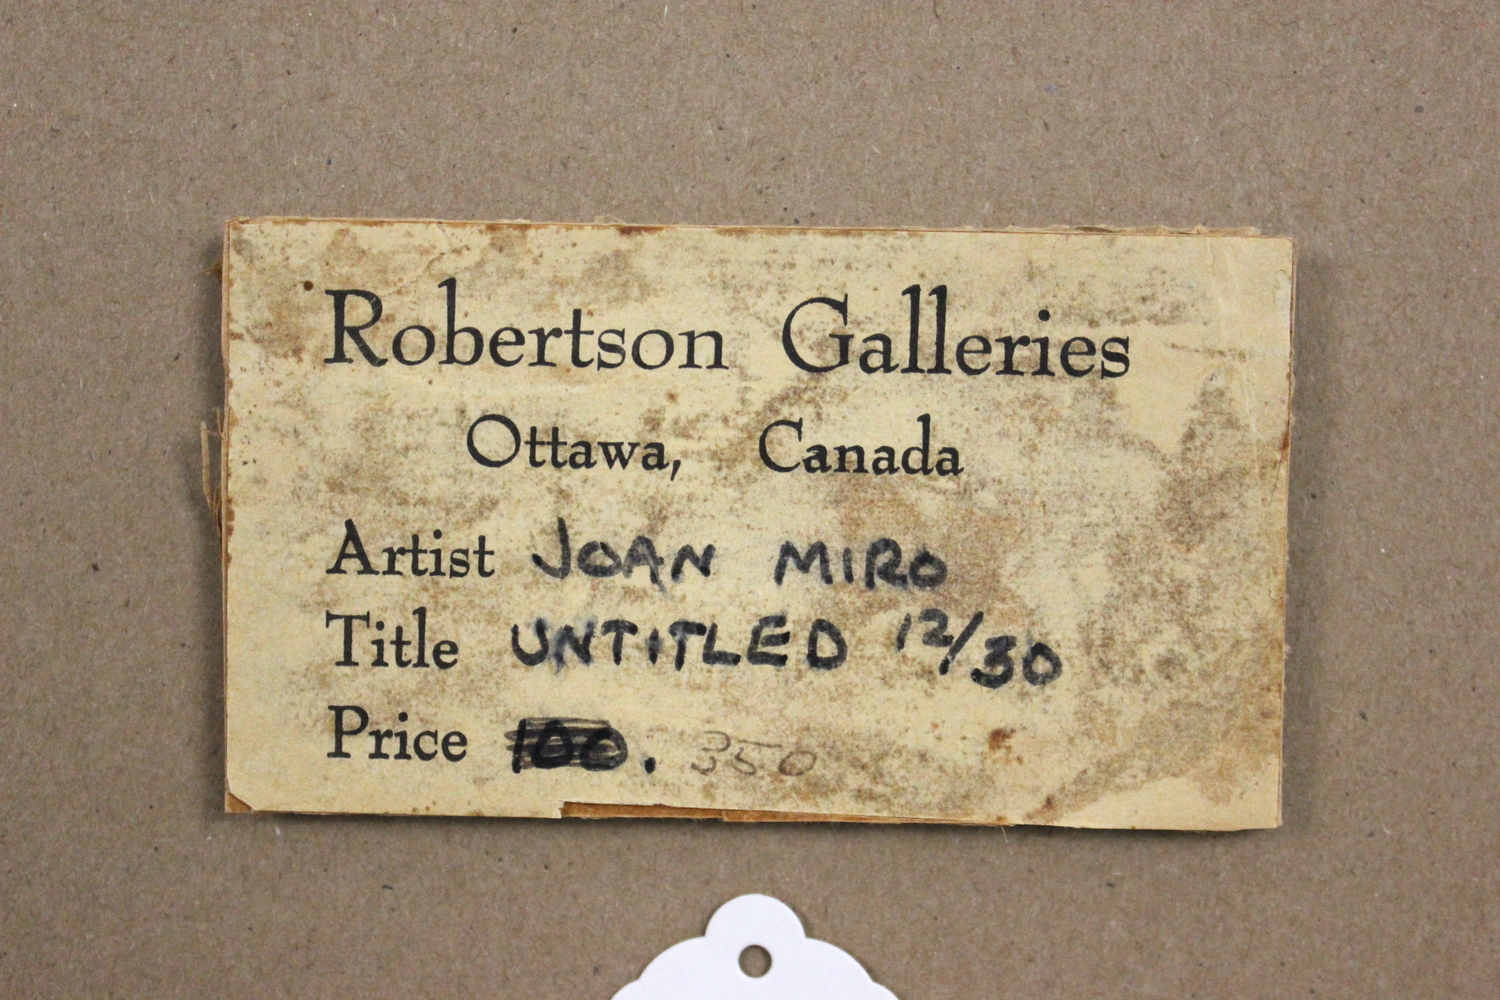 Robertson Galleries
Ottawa, Canada
Artist JOAN MIRO
Title UNTITLED 12/30
Price 100. 350